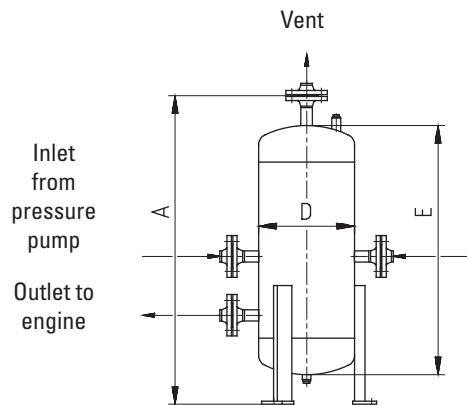 Vent
Inlet
from
pressure
pump
A
D
E
Outlet to
engine